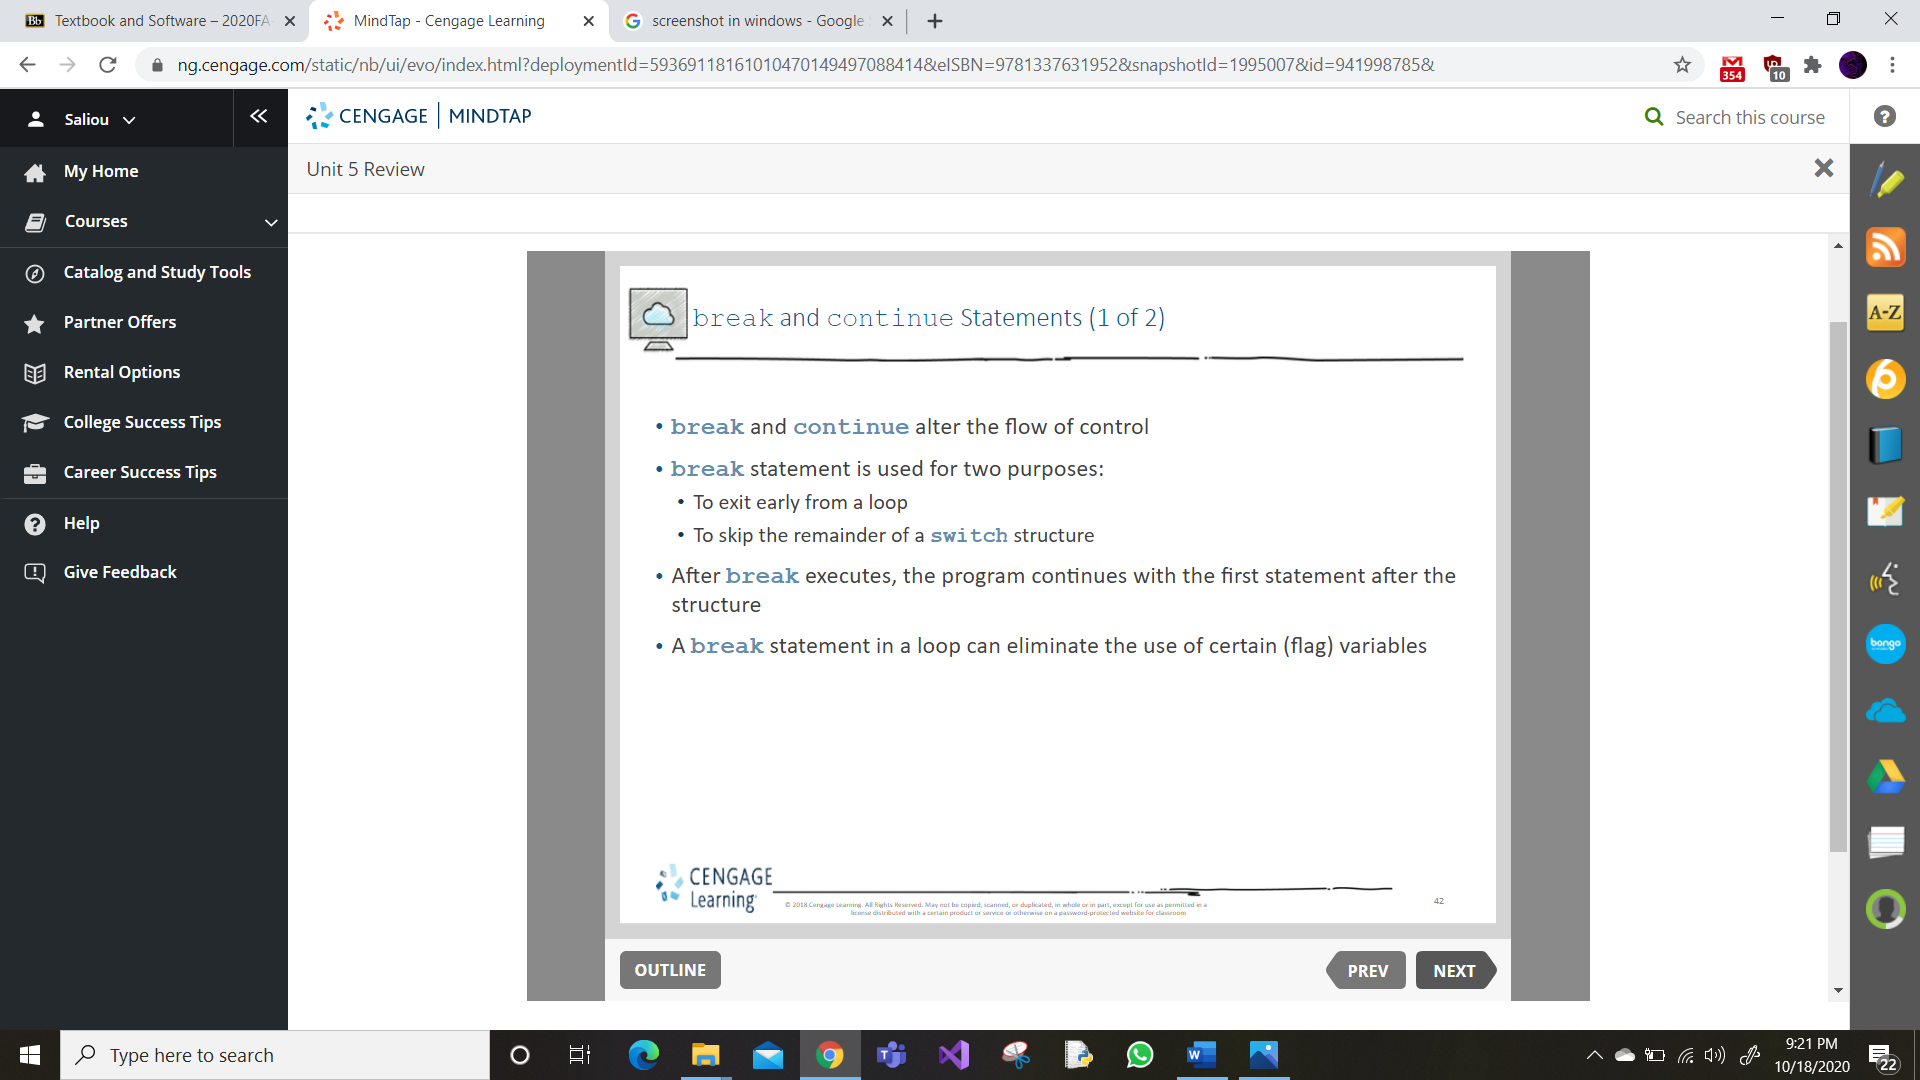 Textbook and Software – 2020FA
MindTap - Cengage Learning
screenshot in windows - Google
ng.cengage.com/static/nb/ui/evo/index.html?deploymentId=59369118161010470149497088414&eISBN=9781337631952&snapshotId=1995007&id=941998785&
354
10
Saliou
CENGAGE | MINDTAP
Search this course
My Home
Unit 5 Review
Courses
Catalog and Study Tools
Partner Offers
Rental Options
College Success Tips
Career Success Tips
Help
Give Feedback
break and continue Statements (1 of 2)
• break and continue alter the flow of control
• break statement is used for two purposes:
• To exit early from a loop
• To skip the remainder of a switch structure
• After break executes, the program continues with the first statement after the
structure
• A break statement in a loop can eliminate the use of certain (flag) variables
CENGAGE
Learning
© 2018 Cengage Learning. All Rights Reserved. May not be copied, scanned, or duplicated, in whole or in part, except for use as permitted in a
license distributed with a certain product or service or otherwise on a password-protected website for classroom
42
OUTLINE
PREV
NEXT
A-Z
bongo
Type here to search
9:21 PM
10/18/2020
22